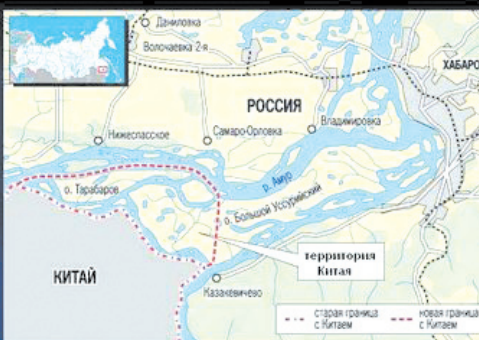 Даниловка
Волочаевка 2-я
ХАБАРО
РОССИЯ
Владимировка
Нижнеспасское
Самаро-Орловка
р. Амур
о. Тарабаров
о. Большой Уссурийский
территория
Китая
КИТАЙ
Казакевичево
старая граница
с Китаем
новая граница
с Китаем